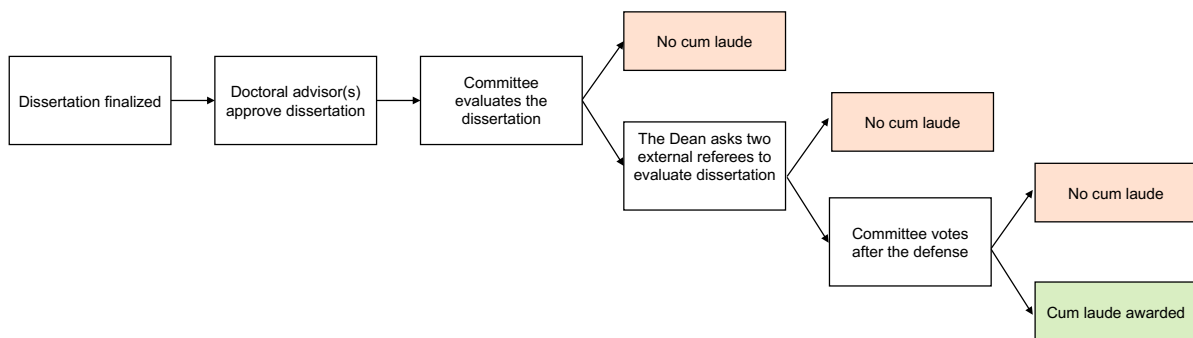 Dissertation finalized
Doctoral advisor(s)
approve dissertation
Committee
evaluates the
dissertation
No cum laude
The Dean asks two
external referees to
evaluate dissertation
No cum laude
Committee votes
after the defense
No cum laude
Cum laude awarded